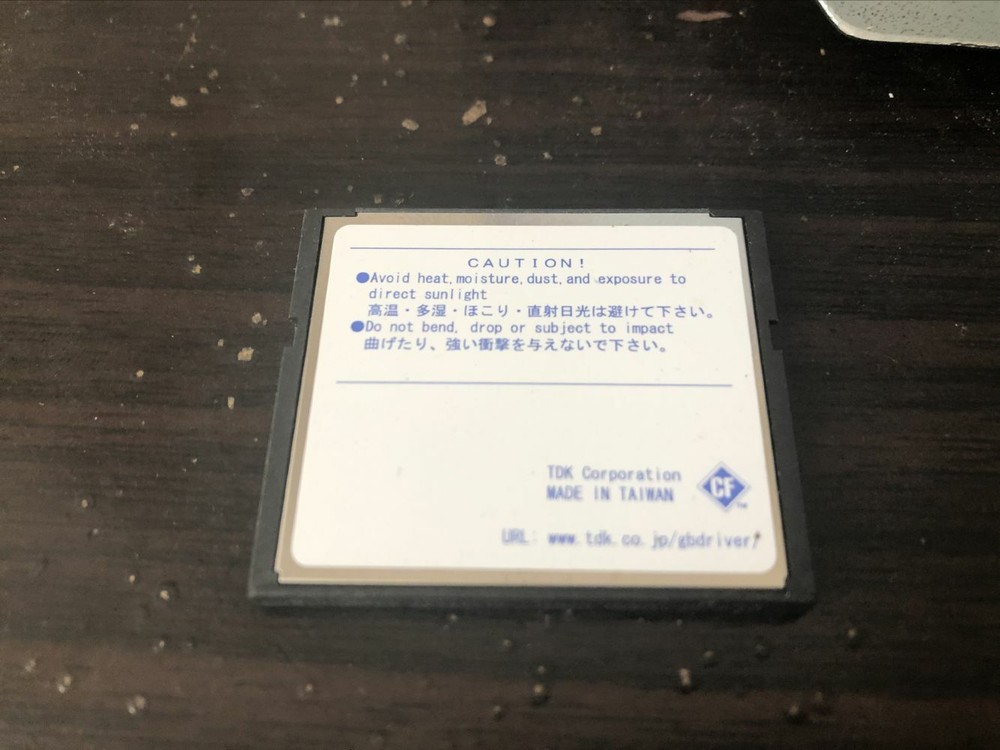 CAUTION!
●Avoid heat,moisture,dust,and exposure to
direct sunlight
高温・多湿・ほこり・直射日光は避けて下さい。
●Do not bend, drop or subject to impact
曲げたり、強い衝撃を与えないで下さい。
TDK Corporation
MADE IN TAIWAN
CF™
URL: www.tdk.co.jp/gbdriver/